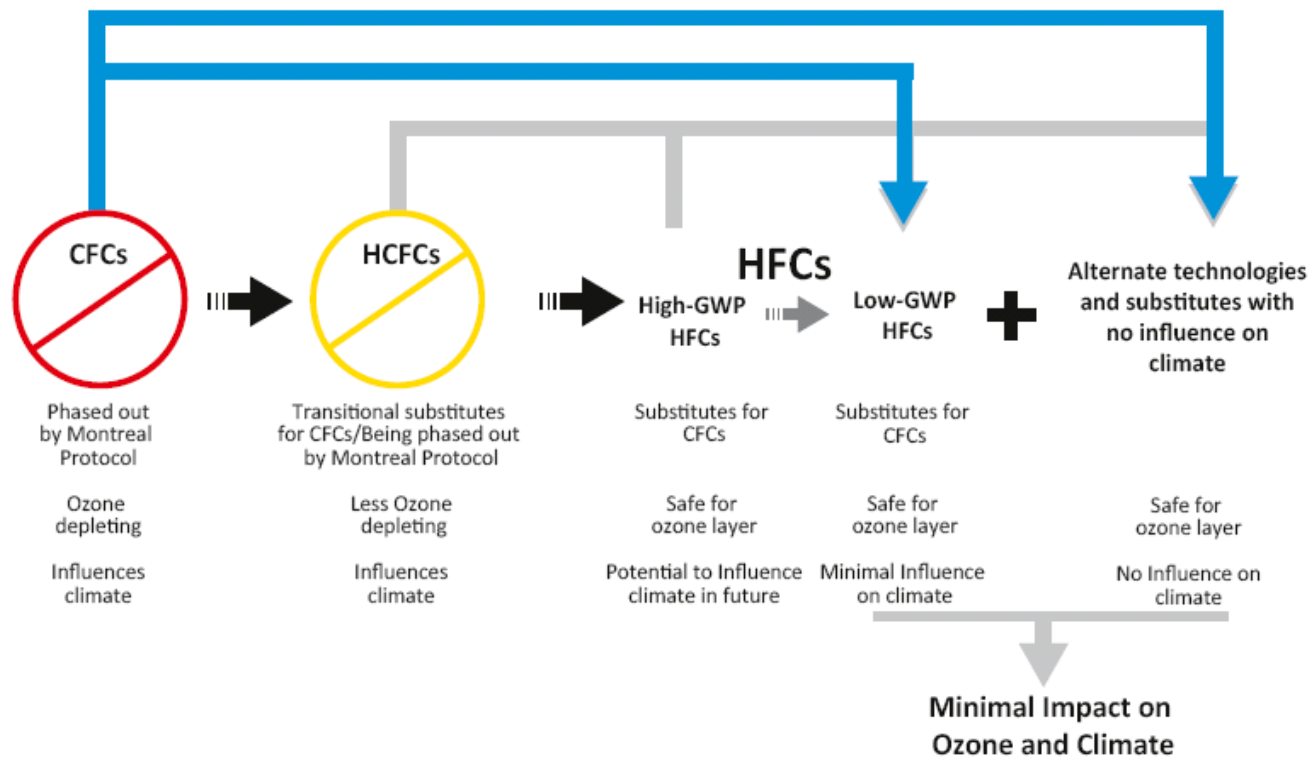 CFCs
HCFCs
HFCs
High-GWP
HFCs
Low-GWP
HFCs
Alternate technologies
and substitutes with
no influence on
climate
Phased out
by Montreal
Protocol
Transitional substitutes
for CFCs/Being phased out
by Montreal Protocol
Substitutes for
CFCs
Substitutes for
CFCs
Ozone
depleting
Less Ozone
depleting
Safe for
ozone layer
Safe for
ozone layer
Safe for
ozone layer
Influences
climate
Influences
climate
Potential to Influence
climate in future
Minimal Influence
on climate
No Influence on
climate
Minimal Impact on
Ozone and Climate